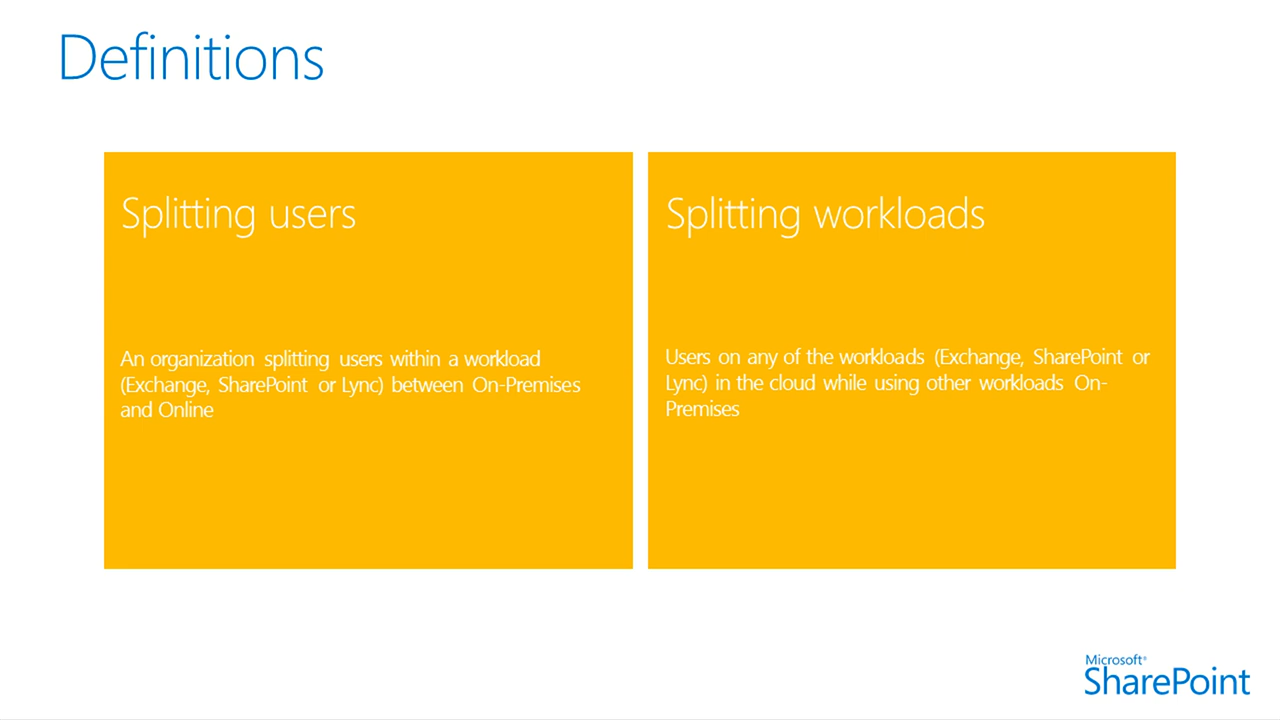 Definitions
Splitting users
An organization splitting users within a workload
(Exchange, SharePoint or Lync) between On-Premises
and Online
Splitting workloads
Users on any of the workloads (Exchange, SharePoint or
Lync) in the cloud while using other workloads On-
Premises
Microsoft®
SharePoint